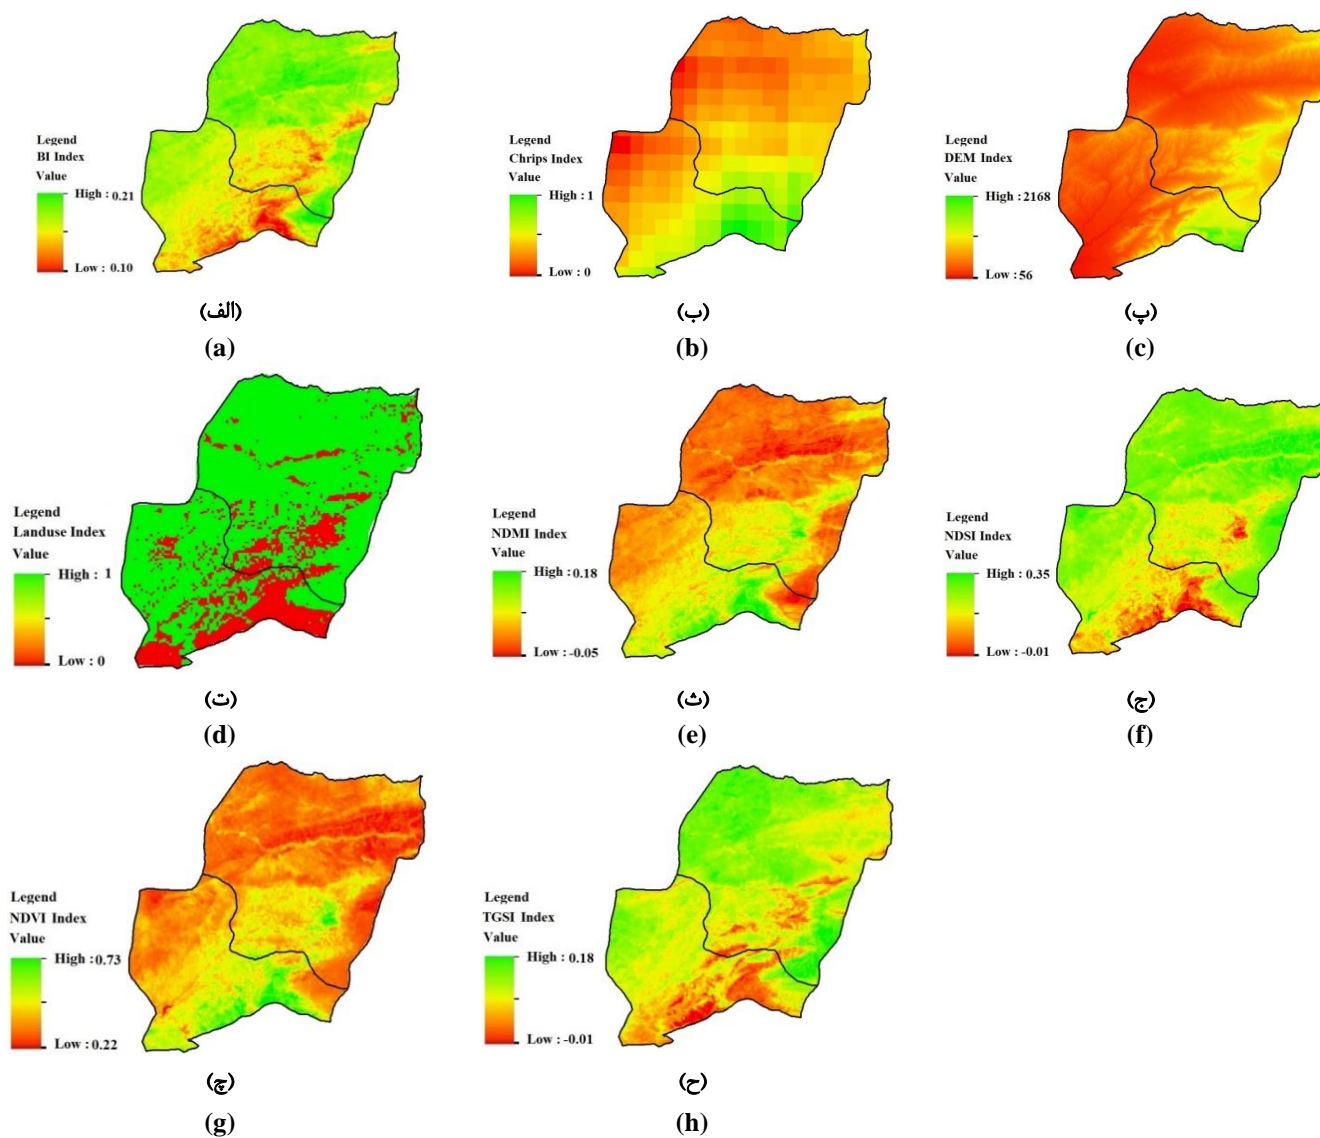 Legend
BI Index
Value
High : 0.21
Low : 0.10
(الف)
(a)
Legend
Chrips Index
Value
High : 1
Low : 0
(ب)
(b)
Legend
DEM Index
Value
High : 2168
Low : 56
(پ)
(c)
Legend
Landuse Index
Value
High : 1
Low : 0
(ت)
(d)
Legend
NDMI Index
Value
High : 0.18
Low : -0.05
(ث)
(e)
Legend
NDSI Index
Value
High : 0.35
Low : -0.01
(ج)
(f)
Legend
NDVI Index
Value
High : 0.73
Low : 0.22
(چ)
(g)
Legend
TGSI Index
Value
High : 0.18
Low : -0.01
(ح)
(h)